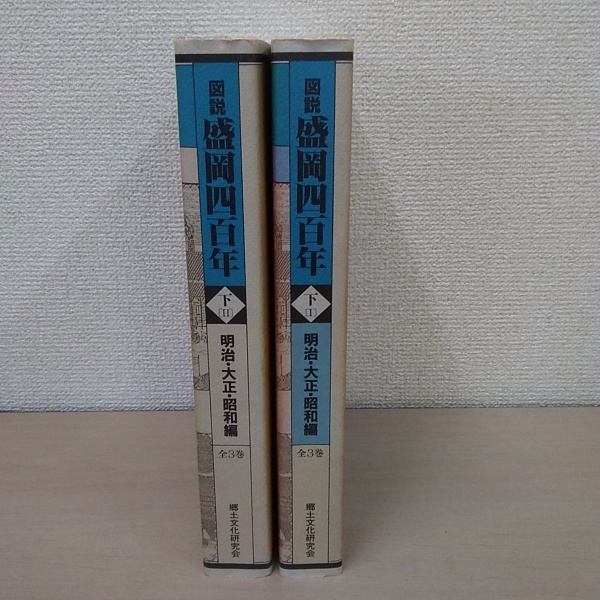 図説
盛岡四百年
下
[II]
明治・大正・昭和編
全3巻
郷土文化研究会
図説
盛岡四百年
下
[I]
明治・大正・昭和編
全3巻
郷土文化研究会